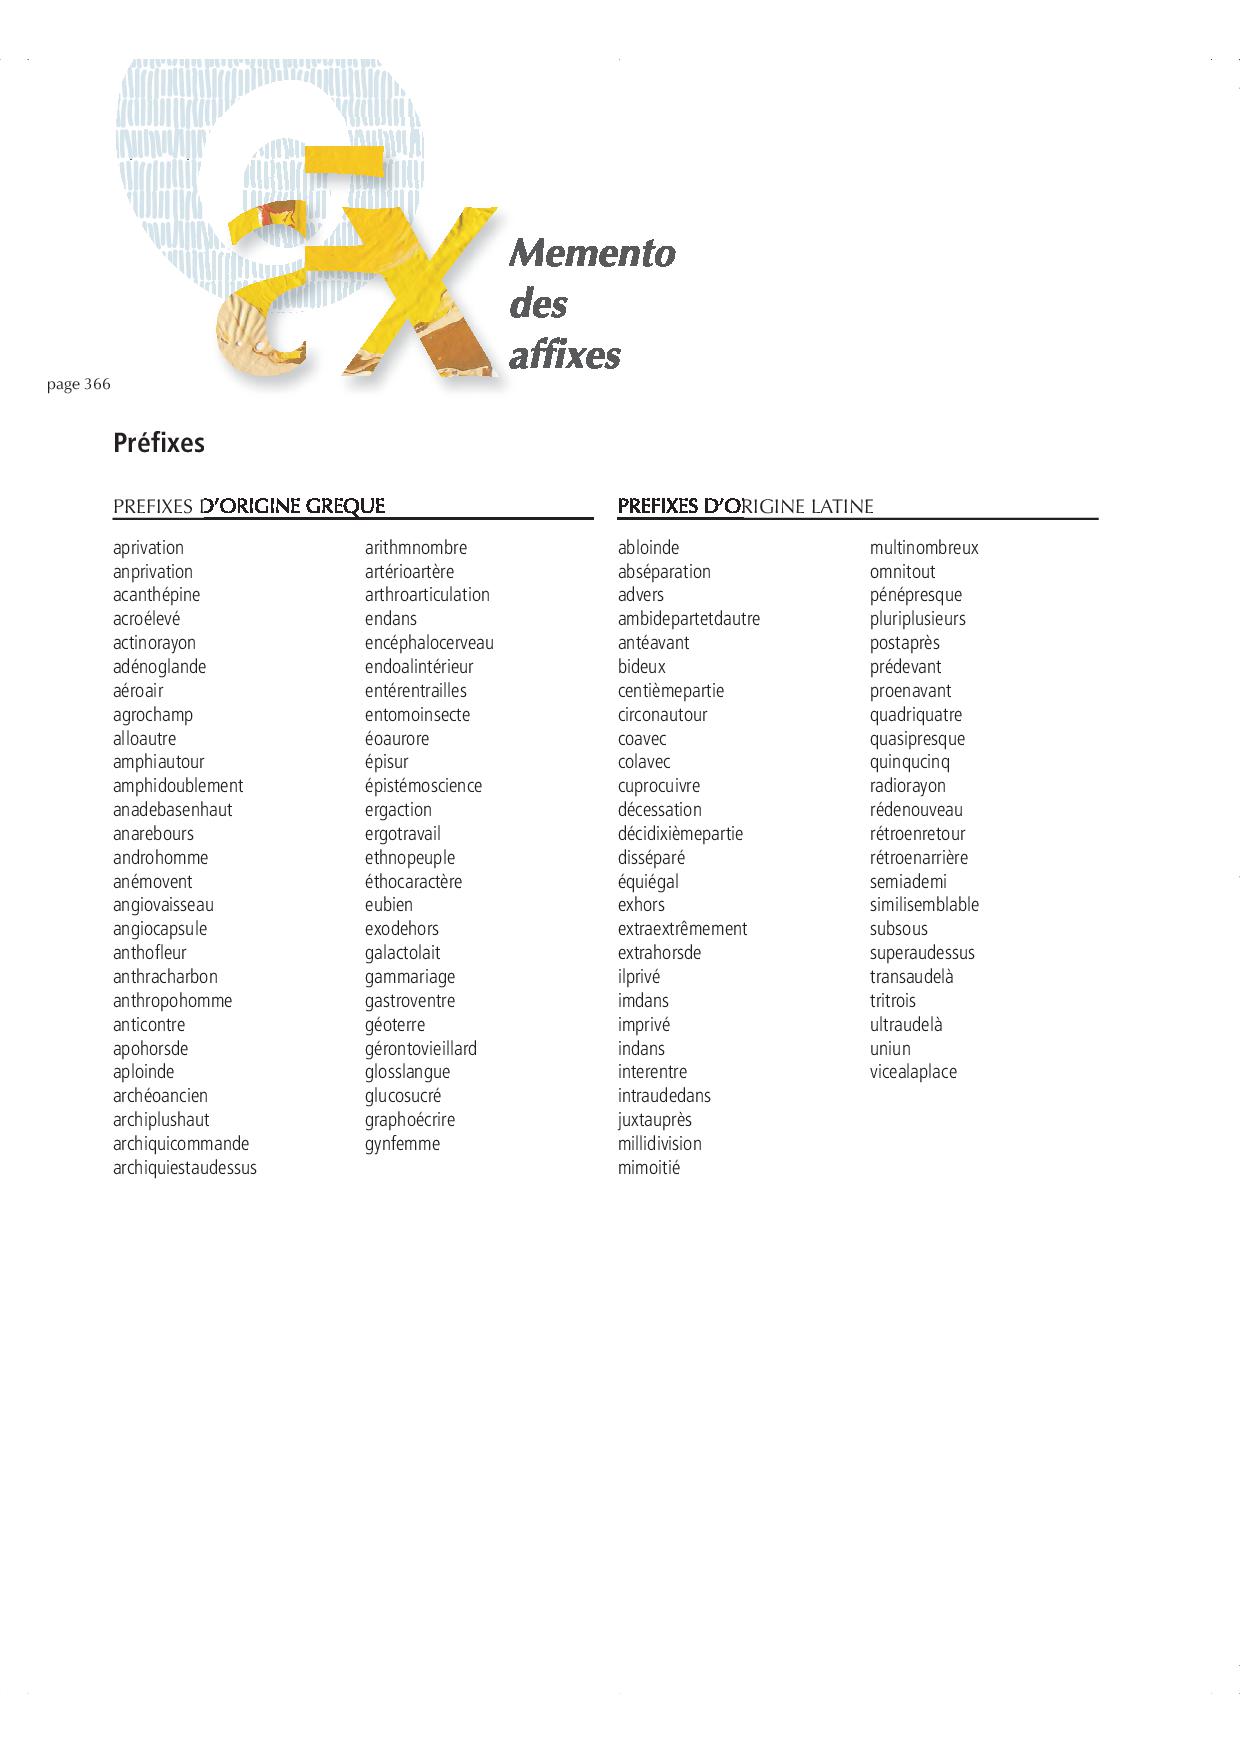 Memento
des
affixes
page 366
Préfixes
PREFIXES D’ORIGINE GREQUE
aprivation
anprivation
acanthépine
acroélevé
actinorayon
adénoglande
aéroair
agrochamp
alloautre
amphiautour
amphidoublement
anadebasenhaut
anarebours
androhomme
anémovent
angiovaisseau
angiocapsule
anthofleur
anthracharbon
anthropohomme
anticontre
apohorsde
aploinde
archéoancien
archiplushaut
archiquicommande
archiquiestaudessus
arithmnombre
artérioartère
arthroarticulation
endans
encéphalocerveau
endoalintérieur
entérentrailles
entomoinsecte
éoaurore
épisur
épistémoscience
ergaction
ergotravail
ethnopeuple
éthocaractère
eubien
exodehors
galactolait
gammariage
gastroventre
géoterre
gérontovieillard
glosslangue
glucosucré
graphoécrire
gynfemme
PREFIXES D’ORIGINE LATINE
abloinde
abséparation
advers
ambidepartetdautre
antéavant
bideux
centièmepartie
circonautour
coavec
colavec
cuprocuivre
décessation
décidixièmepartie
disséparé
équiégal
exhors
extraextrêmement
extrahorsde
ilprivé
imdans
imprivé
indans
interentre
intraudedans
juxtauprès
millidivision
mimoitié
multinombreux
omnitout
pénépresque
pluriplusieurs
postaprès
prédevant
proenavant
quadriquatre
quasipresque
quinqucinq
radiorayon
rédenouveau
rétroenretour
rétroenarrière
semiademi
similisemblable
subsous
superaudessus
transaudelà
tritrois
ultraudelà
uniun
vicealaplace